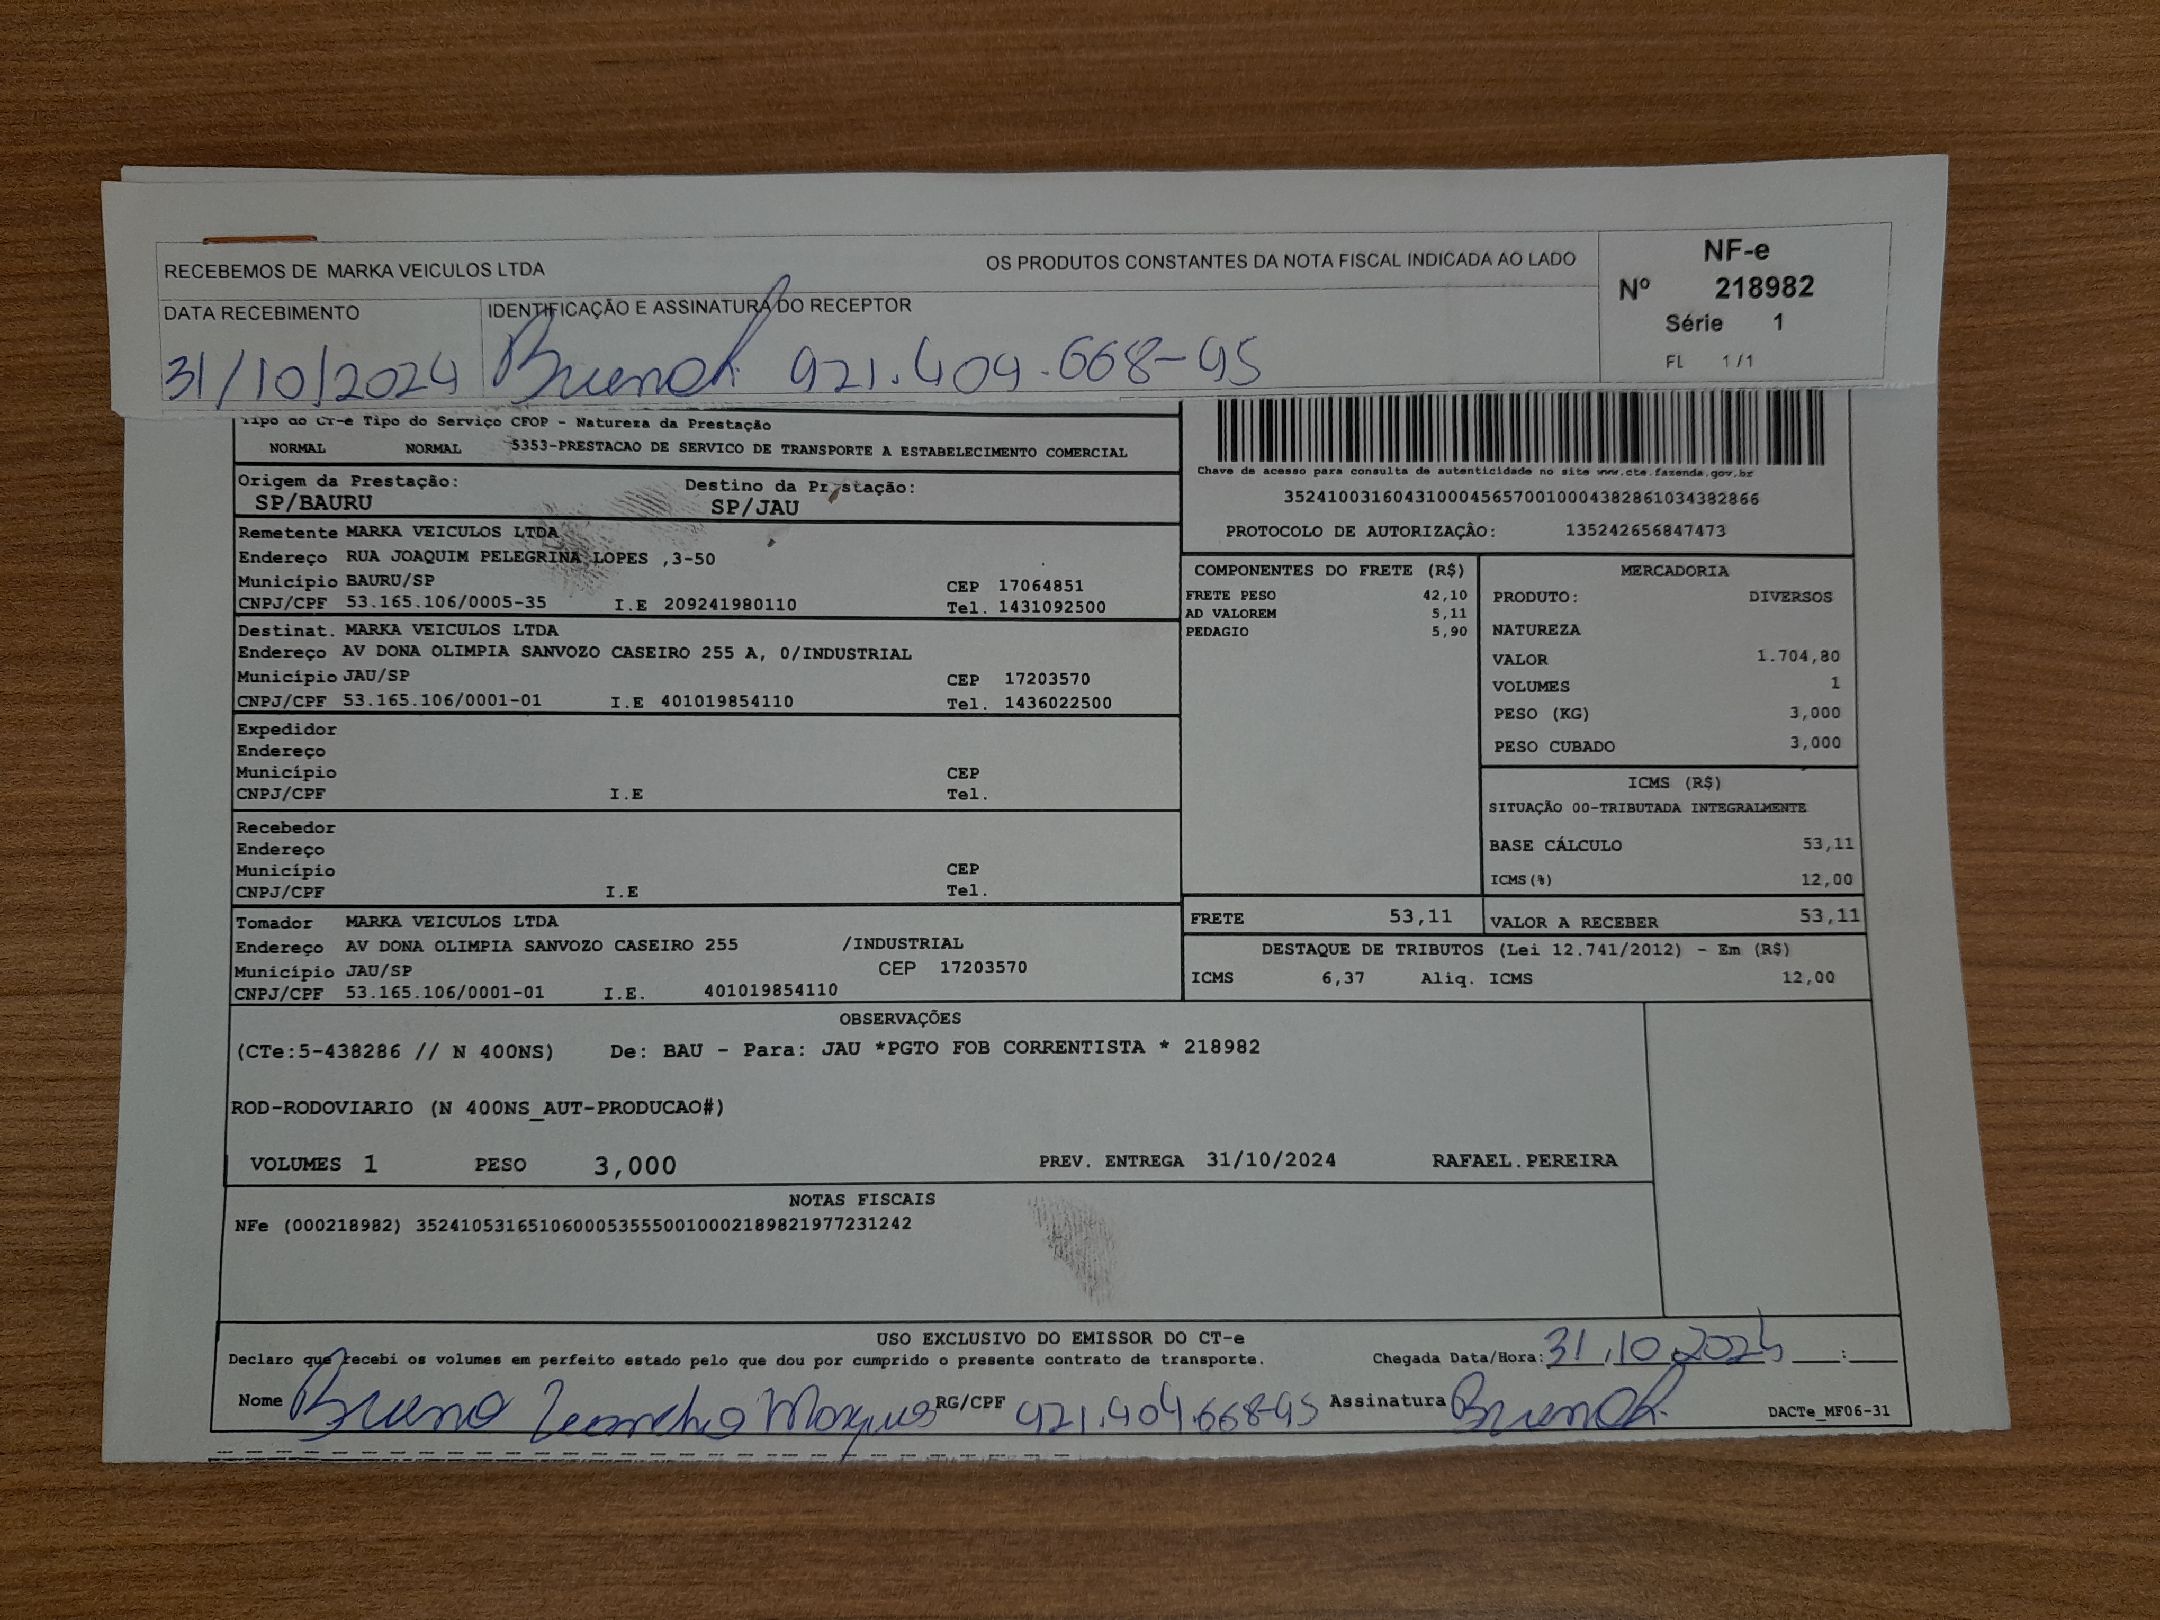 RECEBEMOS DE MARKA VEICULOS LTDA OS PRODUTOS CONSTANTES DA NOTA FISCAL INDICADA AO LADO
NF-e
Nº 218982
Série 1
FL 1 / 1
DATA RECEBIMENTO IDENTIFICAÇÃO E ASSINATURA DO RECEPTOR
31/10/2024 921.409.668-95
Tipo do CT-e Tipo do Serviço CFOP - Natureza da Prestação
NORMAL NORMAL 5353-PRESTACAO DE SERVICO DE TRANSPORTE A ESTABELECIMENTO COMERCIAL
Chave de acesso para consulta de autenticidade no site www.cte.fazenda.gov.br
35241003160431000456570010004382861034382866
PROTOCOLO DE AUTORIZAÇÂO: 135242656847473
Origem da Prestação: Destino da Prestação:
SP/BAURU SP/JAU
Remetente MARKA VEICULOS LTDA
Endereço RUA JOAQUIM PELEGRINA LOPES ,3-50
Município BAURU/SP CEP 17064851
CNPJ/CPF 53.165.106/0005-35 I.E 209241980110 Tel. 1431092500
Destinat. MARKA VEICULOS LTDA
Endereço AV DONA OLIMPIA SANVOZO CASEIRO 255 A, 0/INDUSTRIAL
Município JAU/SP CEP 17203570
CNPJ/CPF 53.165.106/0001-01 I.E 401019854110 Tel. 1436022500
Expedidor
Endereço
Município CEP
CNPJ/CPF I.E Tel.
Recebedor
Endereço
Município CEP
CNPJ/CPF I.E Tel.
Tomador MARKA VEICULOS LTDA
Endereço AV DONA OLIMPIA SANVOZO CASEIRO 255 /INDUSTRIAL
Município JAU/SP CEP 17203570
CNPJ/CPF 53.165.106/0001-01 I.E. 401019854110
COMPONENTES DO FRETE (R$)
FRETE PESO 42,10
AD VALOREM 5,11
PEDAGIO 5,90
MERCADORIA
PRODUTO: DIVERSOS
NATUREZA
VALOR 1.704,80
VOLUMES 1
PESO (KG) 3,000
PESO CUBADO 3,000
ICMS (R$)
SITUAÇÃO 00-TRIBUTADA INTEGRALMENTE
BASE CÁLCULO 53,11
ICMS(%) 12,00
FRETE 53,11 VALOR A RECEBER 53,11
DESTAQUE DE TRIBUTOS (Lei 12.741/2012) - Em (R$)
ICMS 6,37 Aliq. ICMS 12,00
OBSERVAÇÕES
(CTe:5-438286 // N 400NS) De: BAU - Para: JAU *PGTO FOB CORRENTISTA * 218982
ROD-RODOVIARIO (N 400NS_AUT-PRODUCAO#)
VOLUMES 1 PESO 3,000 PREV. ENTREGA 31/10/2024 RAFAEL.PEREIRA
NOTAS FISCAIS
NFe (000218982) 35241053165106000535550010002189821977231242
USO EXCLUSIVO DO EMISSOR DO CT-e
Declaro que recebi os volumes em perfeito estado pelo que dou por cumprido o presente contrato de transporte. Chegada Data/Hora: 31.10.2024 ___:___
Nome Bueno RG/CPF 921.409.668-95 Assinatura
DACTe_MF06-31